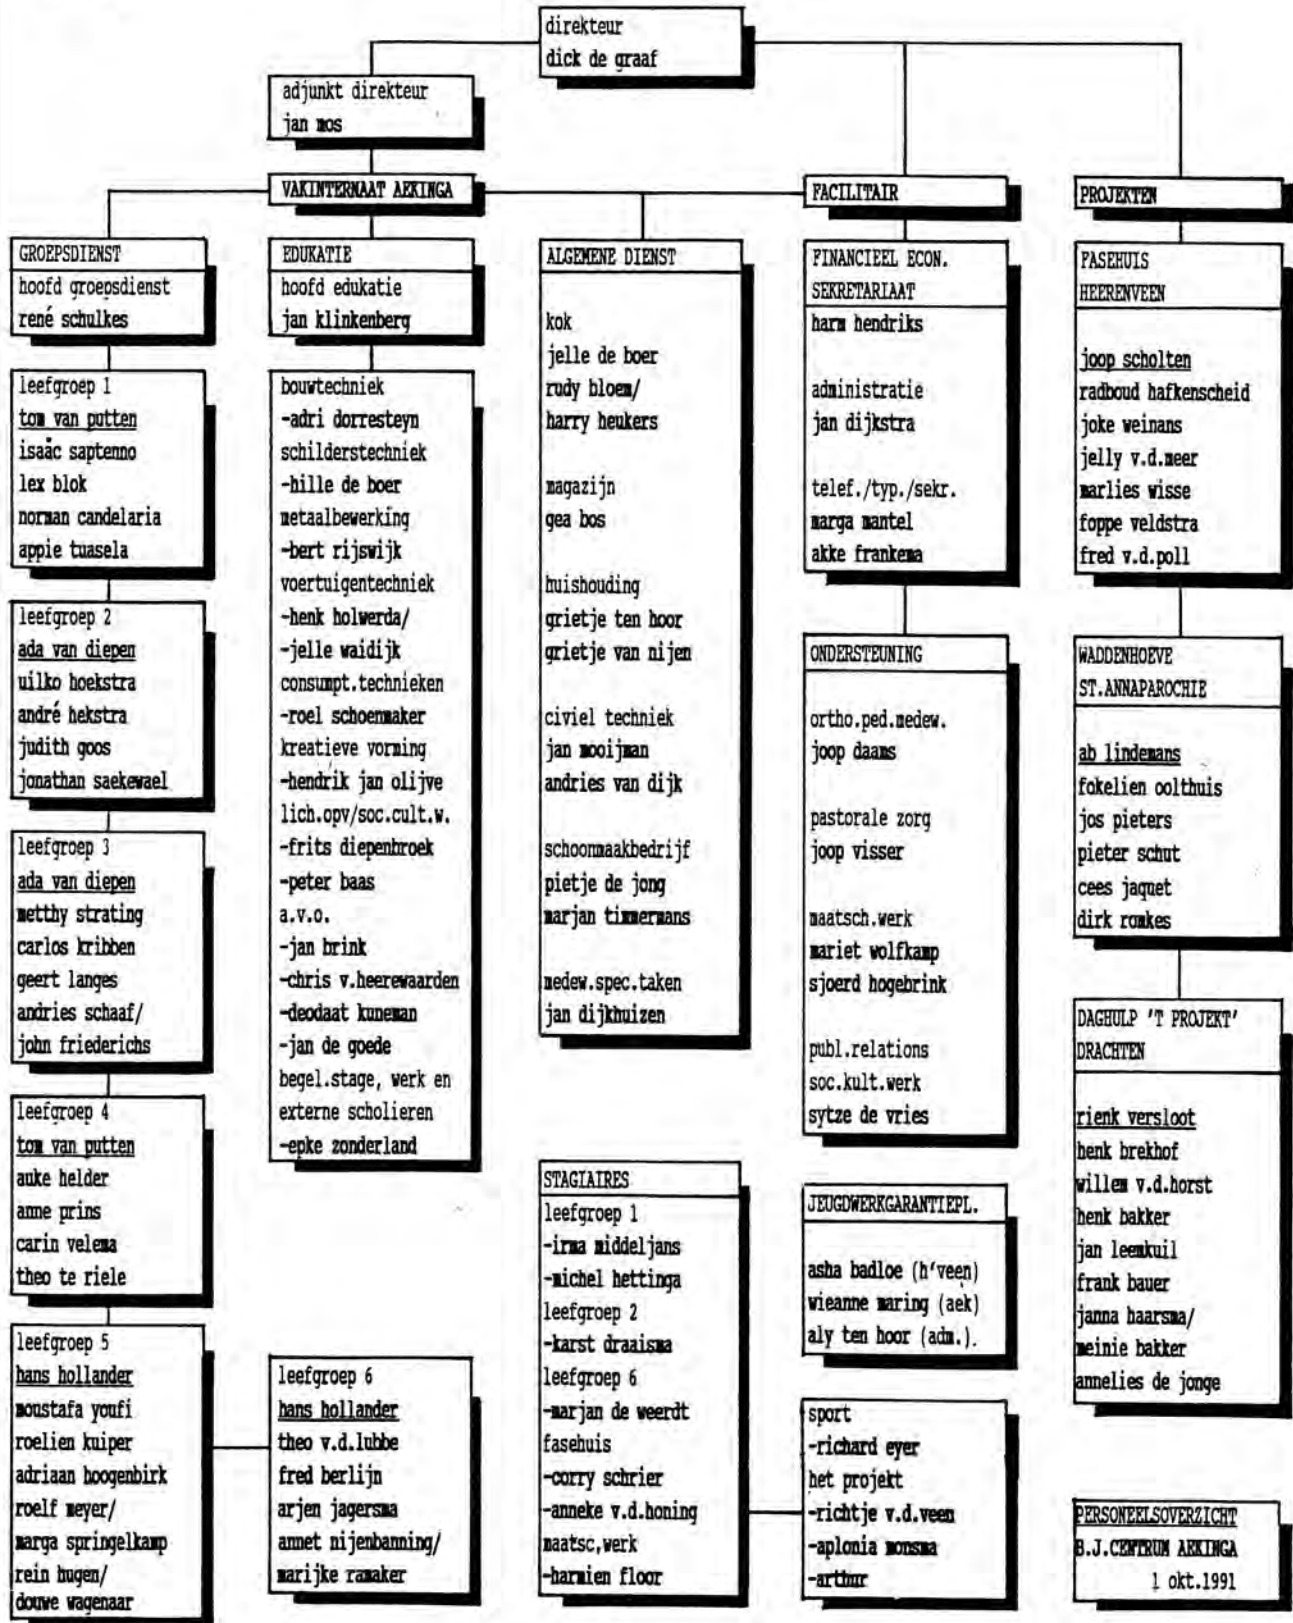 direkteur
dick de graaf
adjunkt direkteur
jan mos
VAKINTERNAAT AEKINGA
FACILITAIR
PROJEKTEN
GROEPSDIENST
hoofd groepsdienst
rené schulkes
leefgroep 1
tom van putten
isaäc saptenno
lex blok
norman candelaria
appie tuasela
leefgroep 2
ada van diepen
uilko hoekstra
andré hekstra
judith goos
jonathan saekewael
leefgroep 3
ada van diepen
metthy strating
carlos kribben
geert langes
andries schaaf/
john friederichs
leefgroep 4
tom van putten
auke helder
anne prins
carin velema
theo te riele
leefgroep 5
hans hollander
moustafa youfi
roelien kuiper
adriaan hoogenbirk
roelf meyer/
marga springelkamp
rein hugen/
douwe wagenaar
EDUKATIE
hoofd edukatie
jan klinkenberg
bouwtechniek
-adri dorresteyn
schilderstechniek
-hille de boer
metaalbewerking
-bert rijswijk
voertuigentechniek
-henk holwerda/
-jelle waidijk
consumpt.technieken
-roel schoenmaker
kreatieve vorming
-hendrik jan olijve
lich.opv/soc.cult.w.
-frits diepenbroek
-peter baas
a.v.o.
-jan brink
-chris v.heerewaarden
-deodaat kuneman
-jan de goede
begel.stage, werk en
externe scholieren
-epke zonderland
leefgroep 6
hans hollander
theo v.d.lubbe
fred berlijn
arjen jagersma
annet nijenbanning/
marijke ramaker
ALGEMENE DIENST
kok
jelle de boer
rudy bloem/
harry heukers
magazijn
gea bos
huishouding
grietje ten hoor
grietje van nijen
civiel techniek
jan mooijman
andries van dijk
schoonmaakbedrijf
pietje de jong
marjan timmermans
medew.spec.taken
jan dijkhuizen
STAGIAIRES
leefgroep 1
-irma middeljans
-michel hettinga
leefgroep 2
-karst draaisma
leefgroep 6
-marjan de weerdt
fasehuis
-corry schrier
-anneke v.d.honing
maatsc,werk
-harmien floor
FINANCIEEL ECON.
SEKRETARIAAT
harm hendriks
administratie
jan dijkstra
telef./typ./sekr.
marga mantel
akke frankema
ONDERSTEUNING
ortho.ped.medew.
joop daams
pastorale zorg
joop visser
maatsch.werk
mariet wolfkamp
sjoerd hogebrink
publ.relations
soc.kult.werk
sytze de vries
JEUGDWERKGARANTIEPL.
asha badloe (h'veen)
wieanne maring (aek)
aly ten hoor (adm.).
sport
-richard eyer
het projekt
-richtje v.d.veen
-aplonia monsma
-arthur
FASEHUIS
HEERENVEEN
joop scholten
radboud hafkenscheid
joke weinans
jelly v.d.meer
marlies wisse
foppe veldstra
fred v.d.poll
WADDENHOEVE
ST.ANNAPAROCHIE
ab lindemans
fokelien oolthuis
jos pieters
pieter schut
cees jaquet
dirk romkes
DAGHULP 'T PROJEKT'
DRACHTEN
rienk versloot
henk brekhof
willem v.d.horst
henk bakker
jan leemkuil
frank bauer
janna haarsma/
meinie bakker
annelies de jonge
PERSONEELSOVERZICHT
B.J.CENTRUM AEKINGA
1 okt.1991